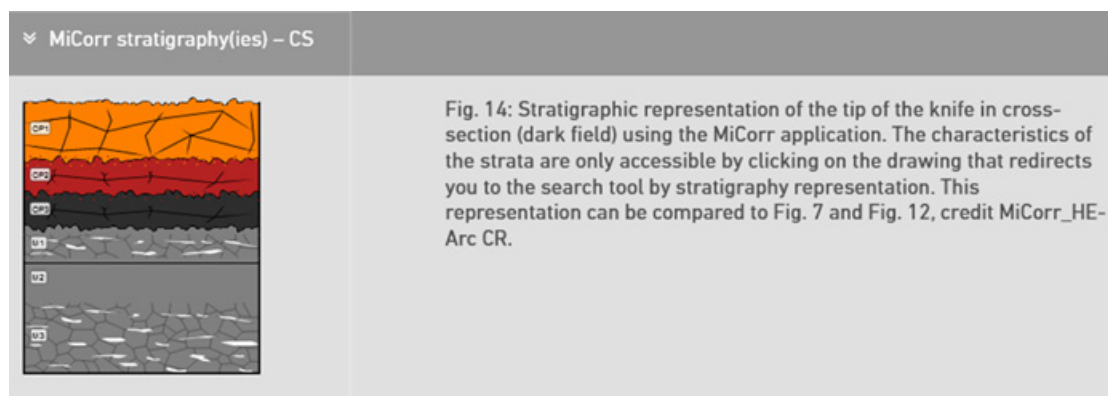 MiCorr stratigraphy(ies) – CS
Fig. 14: Stratigraphic representation of the tip of the knife in cross-
section (dark field) using the MiCorr application. The characteristics of
the strata are only accessible by clicking on the drawing that redirects
you to the search tool by stratigraphy representation. This
representation can be compared to Fig. 7 and Fig. 12, credit MiCorr_HE-
Arc CR.
CP1
CP2
CP3
U1
U2
U3